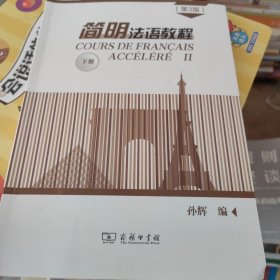 （第3版）
简明法语教程
COURS DE FRANÇAIS
ACCÉLÉRÉ II
下册
孙辉 编
商务印书馆
The Commercial Press